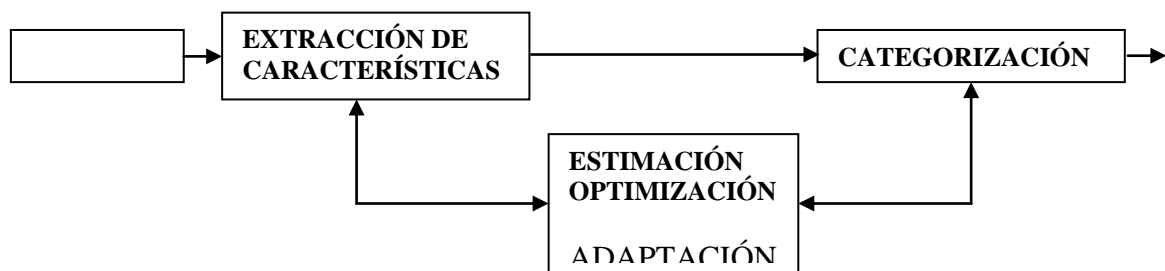 EXTRACCIÓN DE
CARACTERÍSTICAS
CATEGORIZACIÓN
ESTIMACIÓN
OPTIMIZACIÓN
ADAPTACIÓN